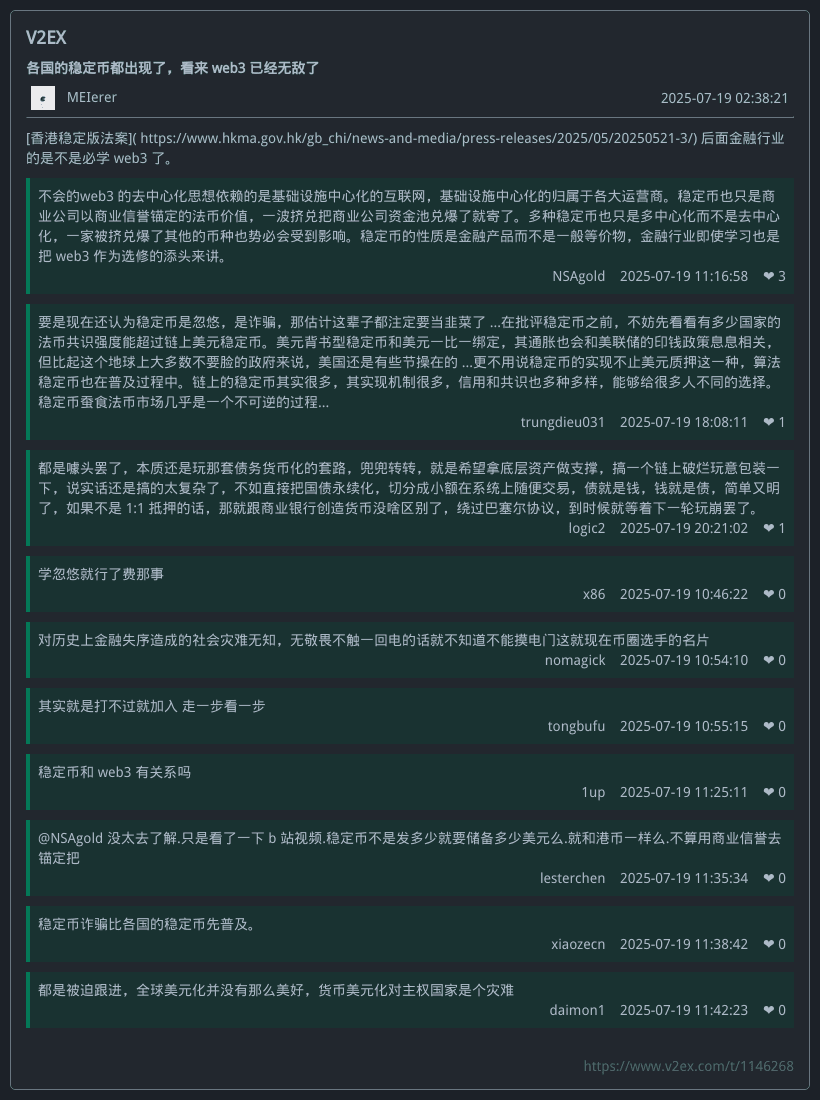 V2EX
各国的稳定币都出现了，看来 web3 已经无敌了
MEIerer
2025-07-19 02:38:21
[香港稳定版法案]( https://www.hkma.gov.hk/gb_chi/news-and-media/press-releases/2025/05/20250521-3/) 后面金融行业
的是不是必学 web3 了。
不会的web3 的去中心化思想依赖的是基础设施中心化的互联网，基础设施中心化的归属于各大运营商。稳定币也只是商
业公司以商业信誉锚定的法币价值，一波挤兑把商业公司资金池兑爆了就寄了。多种稳定币也只是多中心化而不是去中心
化，一家被挤兑爆了其他的币种也势必会受到影响。稳定币的性质是金融产品而不是一般等价物，金融行业即使学习也是
把 web3 作为选修的添头来讲。
NSAgold 2025-07-19 11:16:58 ❤ 3
要是现在还认为稳定币是忽悠，是诈骗，那估计这辈子都注定要当韭菜了 ...在批评稳定币之前，不妨先看看有多少国家的
法币共识强度能超过链上美元稳定币。美元背书型稳定币和美元一比一绑定，其通胀也会和美联储的印钱政策息息相关，
但比起这个地球上大多数不要脸的政府来说，美国还是有些节操在的 ...更不用说稳定币的实现不止美元质押这一种，算法
稳定币也在普及过程中。链上的稳定币其实很多，其实现机制很多，信用和共识也多种多样，能够给很多人不同的选择。
稳定币蚕食法币市场几乎是一个不可逆的过程...
trungdieu031 2025-07-19 18:08:11 ❤ 1
都是噱头罢了，本质还是玩那套债务货币化的套路，兜兜转转，就是希望拿底层资产做支撑，搞一个链上破烂玩意包装一
下，说实话还是搞的太复杂了，不如直接把国债永续化，切分成小额在系统上随便交易，债就是钱，钱就是债，简单又明
了，如果不是 1:1 抵押的话，那就跟商业银行创造货币没啥区别了，绕过巴塞尔协议，到时候就等着下一轮玩崩罢了。
logic2 2025-07-19 20:21:02 ❤ 1
学忽悠就行了费那事
x86 2025-07-19 10:46:22 ❤ 0
对历史上金融失序造成的社会灾难无知，无敬畏不触一回电的话就不知道不能摸电门这就现在币圈选手的名片
nomagick 2025-07-19 10:54:10 ❤ 0
其实就是打不过就加入 走一步看一步
tongbufu 2025-07-19 10:55:15 ❤ 0
稳定币和 web3 有关系吗
1up 2025-07-19 11:25:11 ❤ 0
@NSAgold 没太去了解.只是看了一下 b 站视频.稳定币不是发多少就要储备多少美元么.就和港币一样么.不算用商业信誉去
锚定把
lesterchen 2025-07-19 11:35:34 ❤ 0
稳定币诈骗比各国的稳定币先普及。
xiaozecn 2025-07-19 11:38:42 ❤ 0
都是被迫跟进，全球美元化并没有那么美好，货币美元化对主权国家是个灾难
daimon1 2025-07-19 11:42:23 ❤ 0
https://www.v2ex.com/t/1146268